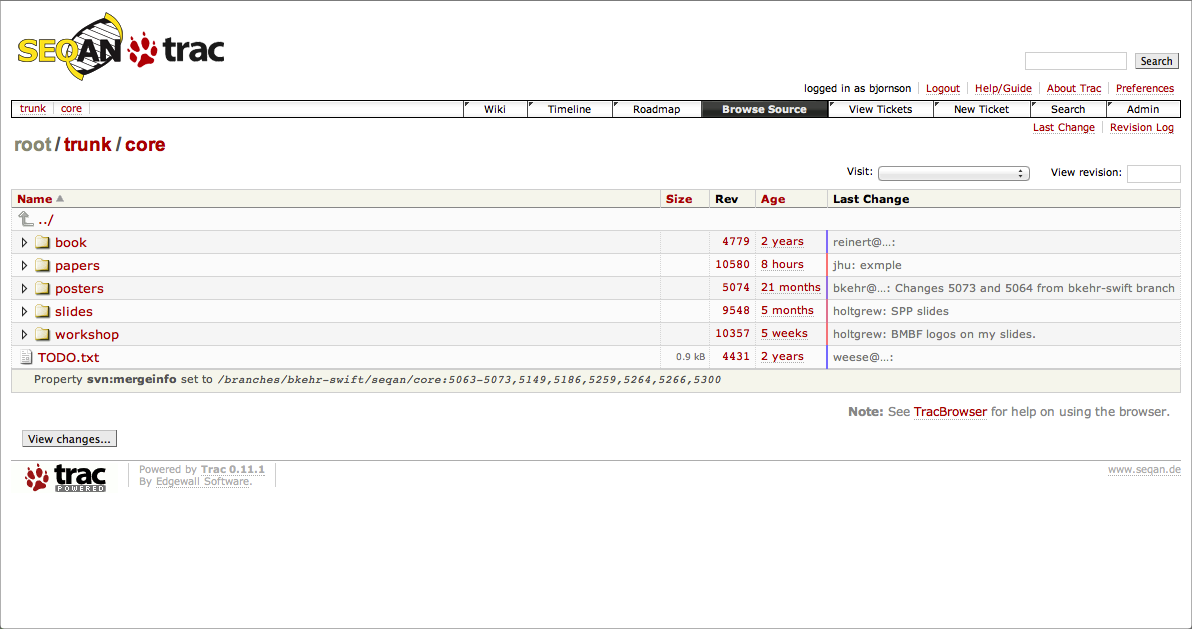 SEQAN trac
Search
logged in as bjornson Logout Help/Guide About Trac Preferences
trunk core Wiki Timeline Roadmap Browse Source View Tickets New Ticket Search Admin
Last Change Revision Log
root / trunk / core
Visit: View revision:
Name Size Rev Age Last Change
../
book 4779 2 years reinert@…:
papers 10580 8 hours jhu: exmple
posters 5074 21 months bkehr@…: Changes 5073 and 5064 from bkehr-swift branch
slides 9548 5 months holtgrew: SPP slides
workshop 10357 5 weeks holtgrew: BMBF logos on my slides.
TODO.txt 0.9 kB 4431 2 years weese@…:
Property svn:mergeinfo set to /branches/bkehr-swift/seqan/core:5063-5073,5149,5186,5259,5264,5266,5300
Note: See TracBrowser for help on using the browser.
View changes...
trac POWERED
Powered by Trac 0.11.1
By Edgewall Software.
www.seqan.de